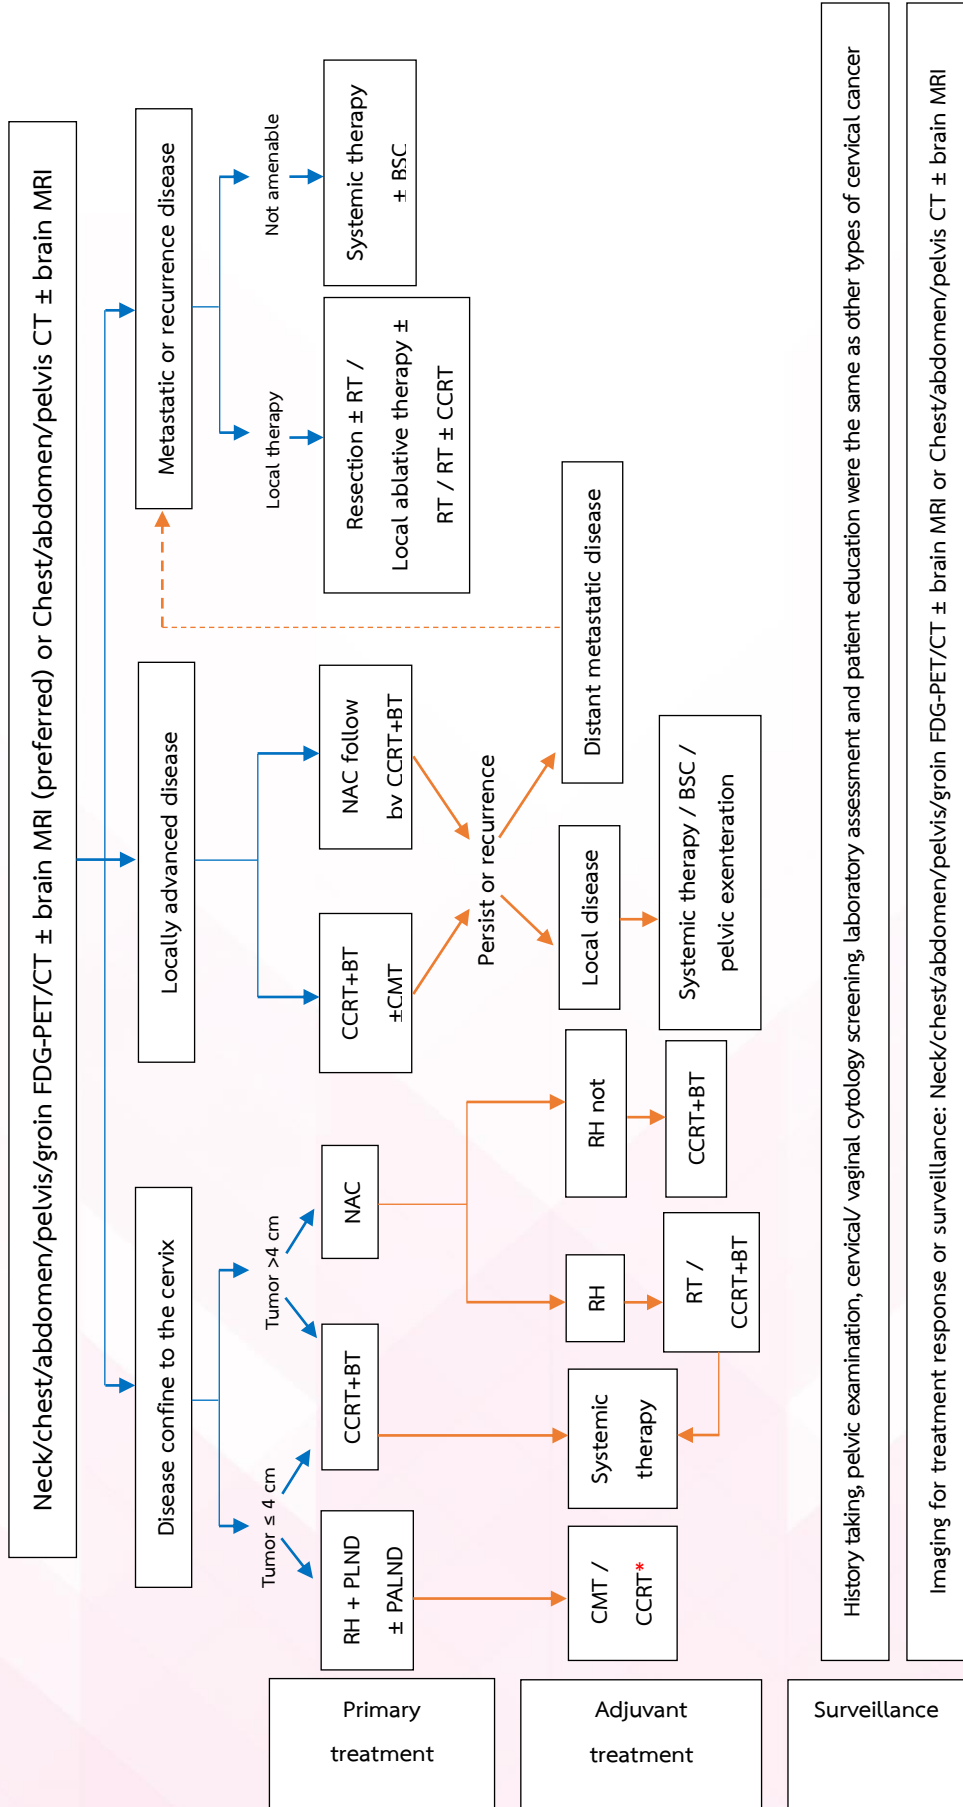 Neck/chest/abdomen/pelvis/groin FDG-PET/CT ± brain MRI (preferred) or Chest/abdomen/pelvis CT ± brain MRI
Disease confine to the cervix
Locally advanced disease
Metastatic or recurrence disease
Tumor ≤ 4 cm
Tumor >4 cm
Local therapy
Not amenable
Primary
treatment
RH + PLND
± PALND
CCRT+BT
NAC
CCRT+BT
±CMT
NAC follow
by CCRT+BT
Resection ± RT /
Local ablative therapy ±
RT / RT ± CCRT
Systemic therapy
± BSC
Persist or recurrence
Adjuvant
treatment
CMT /
CCRT*
Systemic
therapy
RH
RH not
Local disease
Distant metastatic disease
RT /
CCRT+BT
CCRT+BT
Systemic therapy / BSC /
pelvic exenteration
Surveillance
History taking, pelvic examination, cervical/ vaginal cytology screening, laboratory assessment and patient education were the same as other types of cervical cancer
Imaging for treatment response or surveillance: Neck/chest/abdomen/pelvis/groin FDG-PET/CT ± brain MRI or Chest/abdomen/pelvis CT ± brain MRI